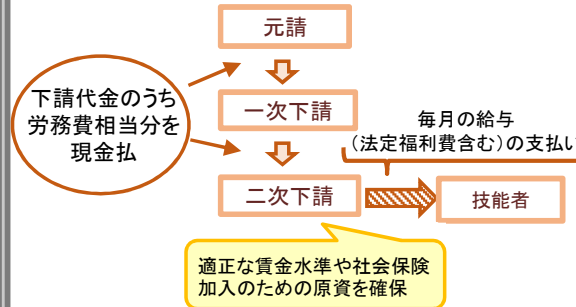 元請
下請代金のうち
労務費相当分を
現金払
一次下請
毎月の給与
(法定福利費含む)の支払い
二次下請
技能者
適正な賃金水準や社会保険
加入のための原資を確保